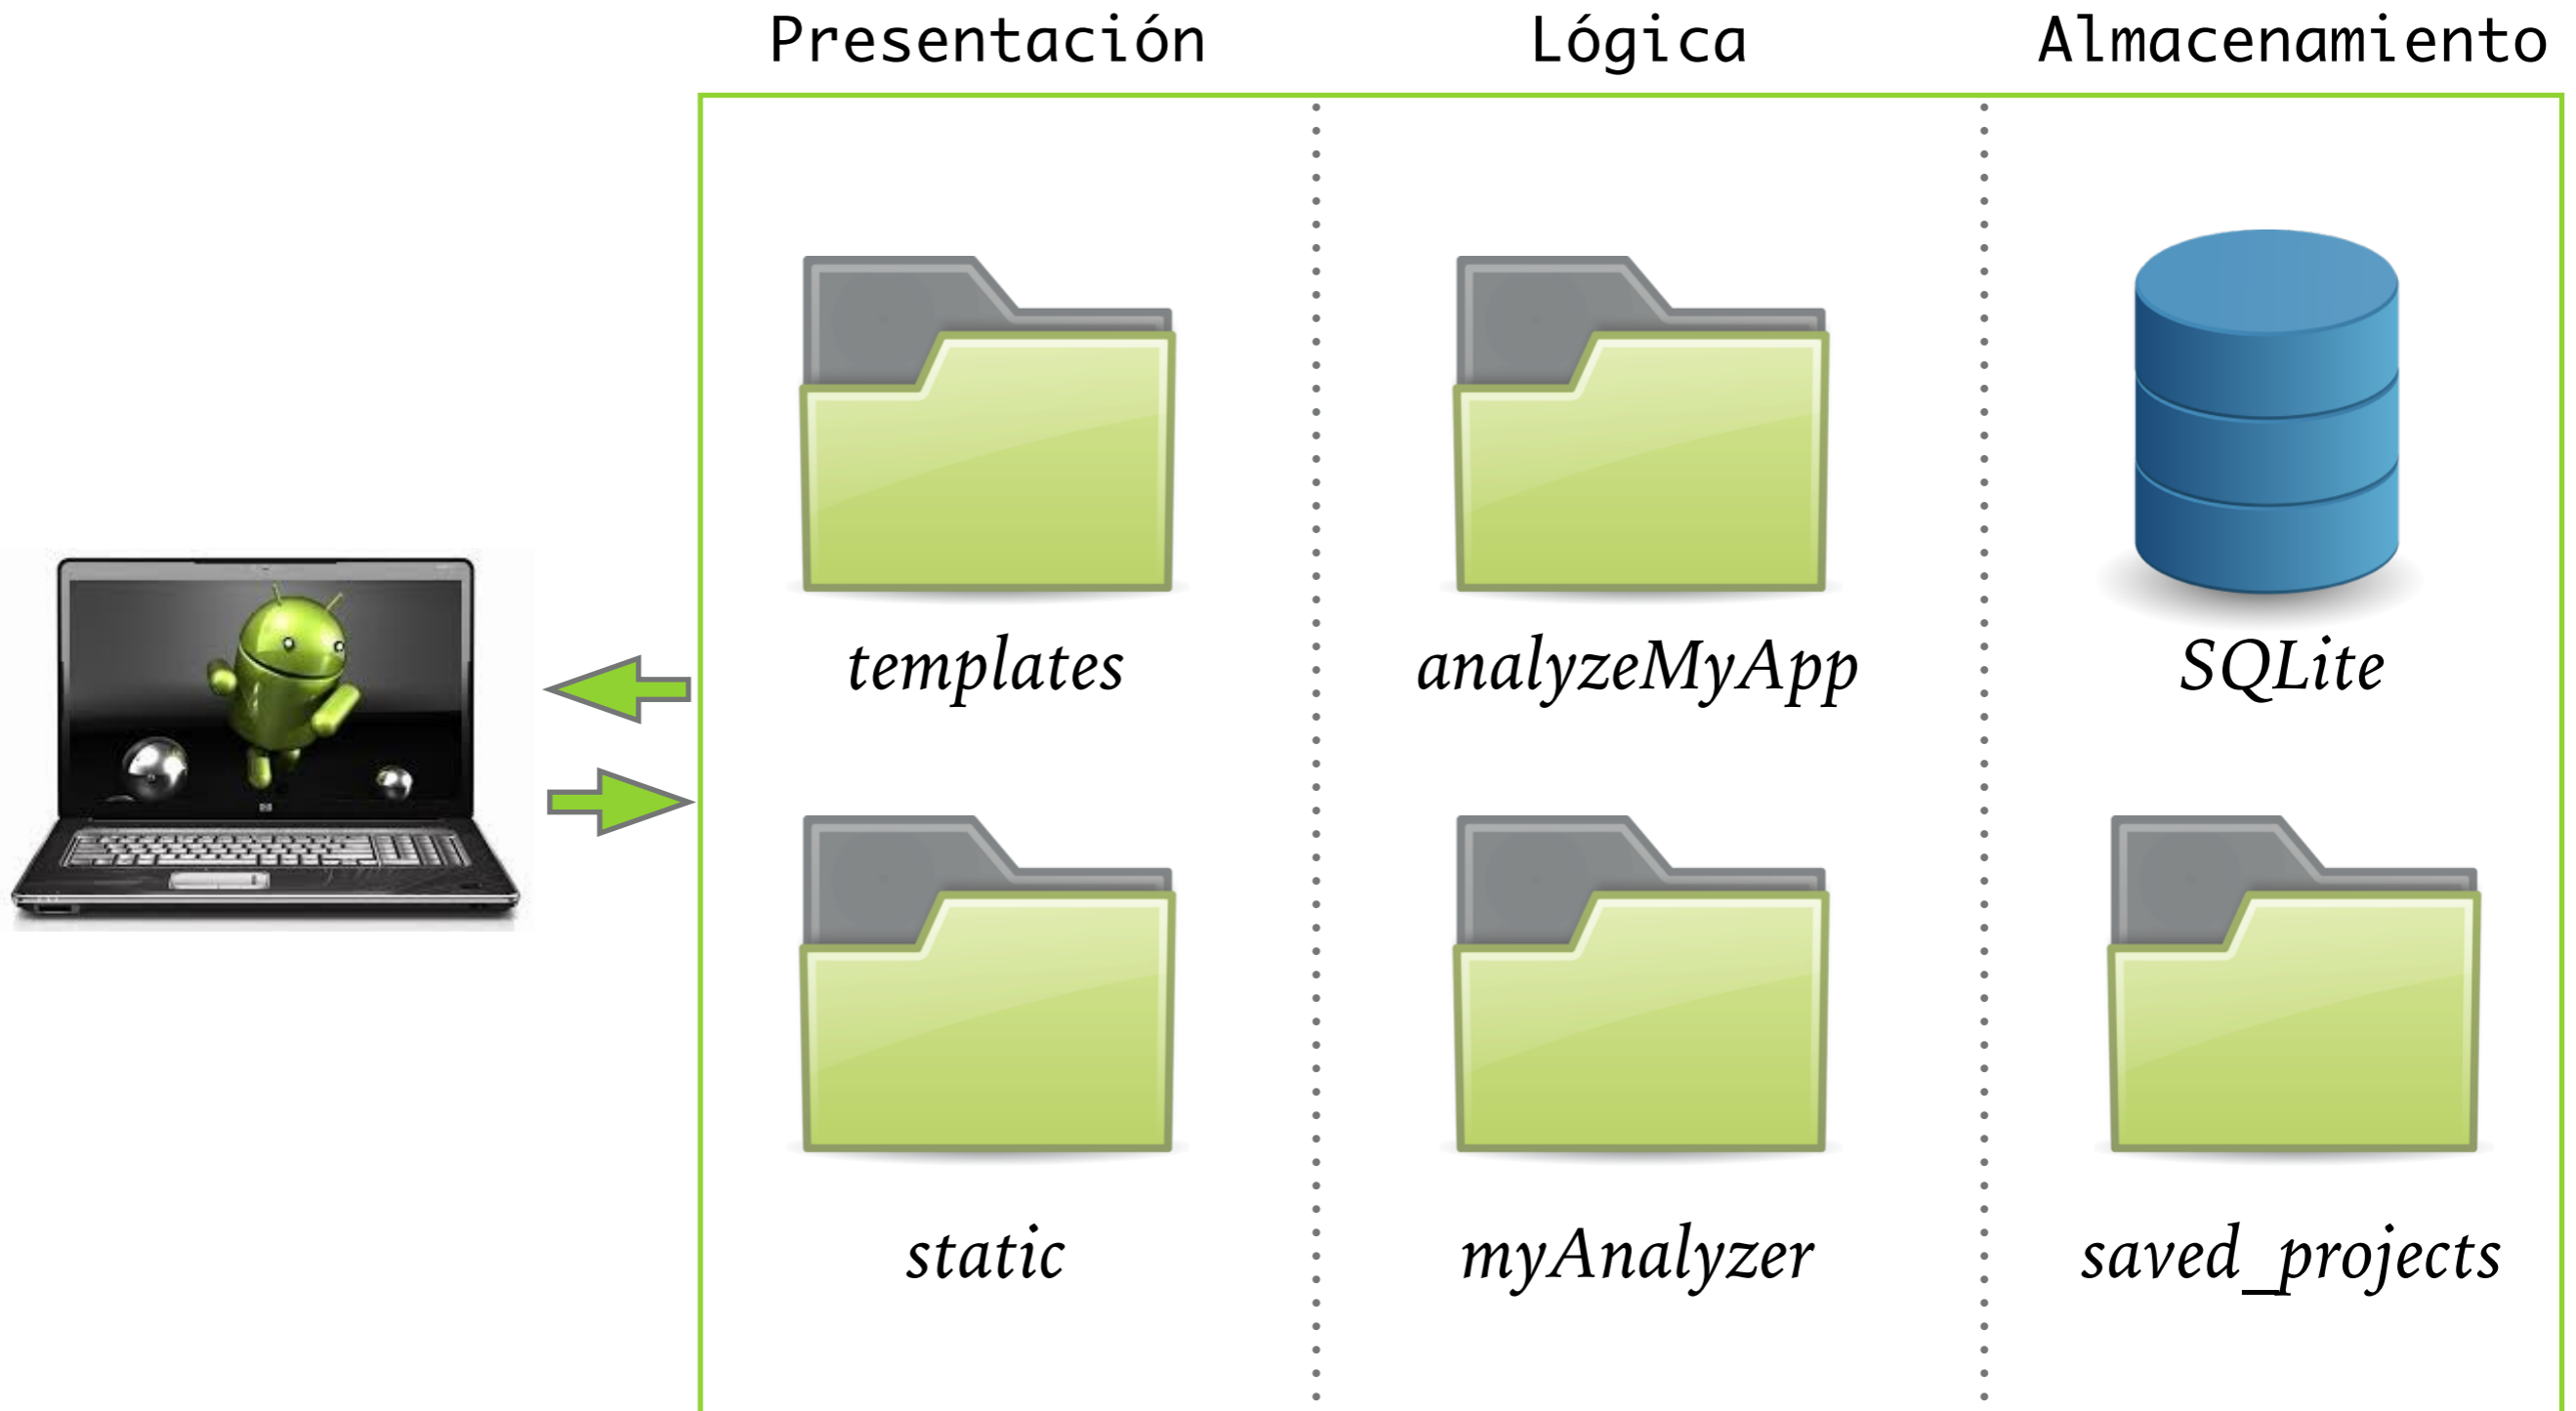 Presentación
Lógica
Almacenamiento
templates
analyzeMyApp
SQLite
static
myAnalyzer
saved_projects